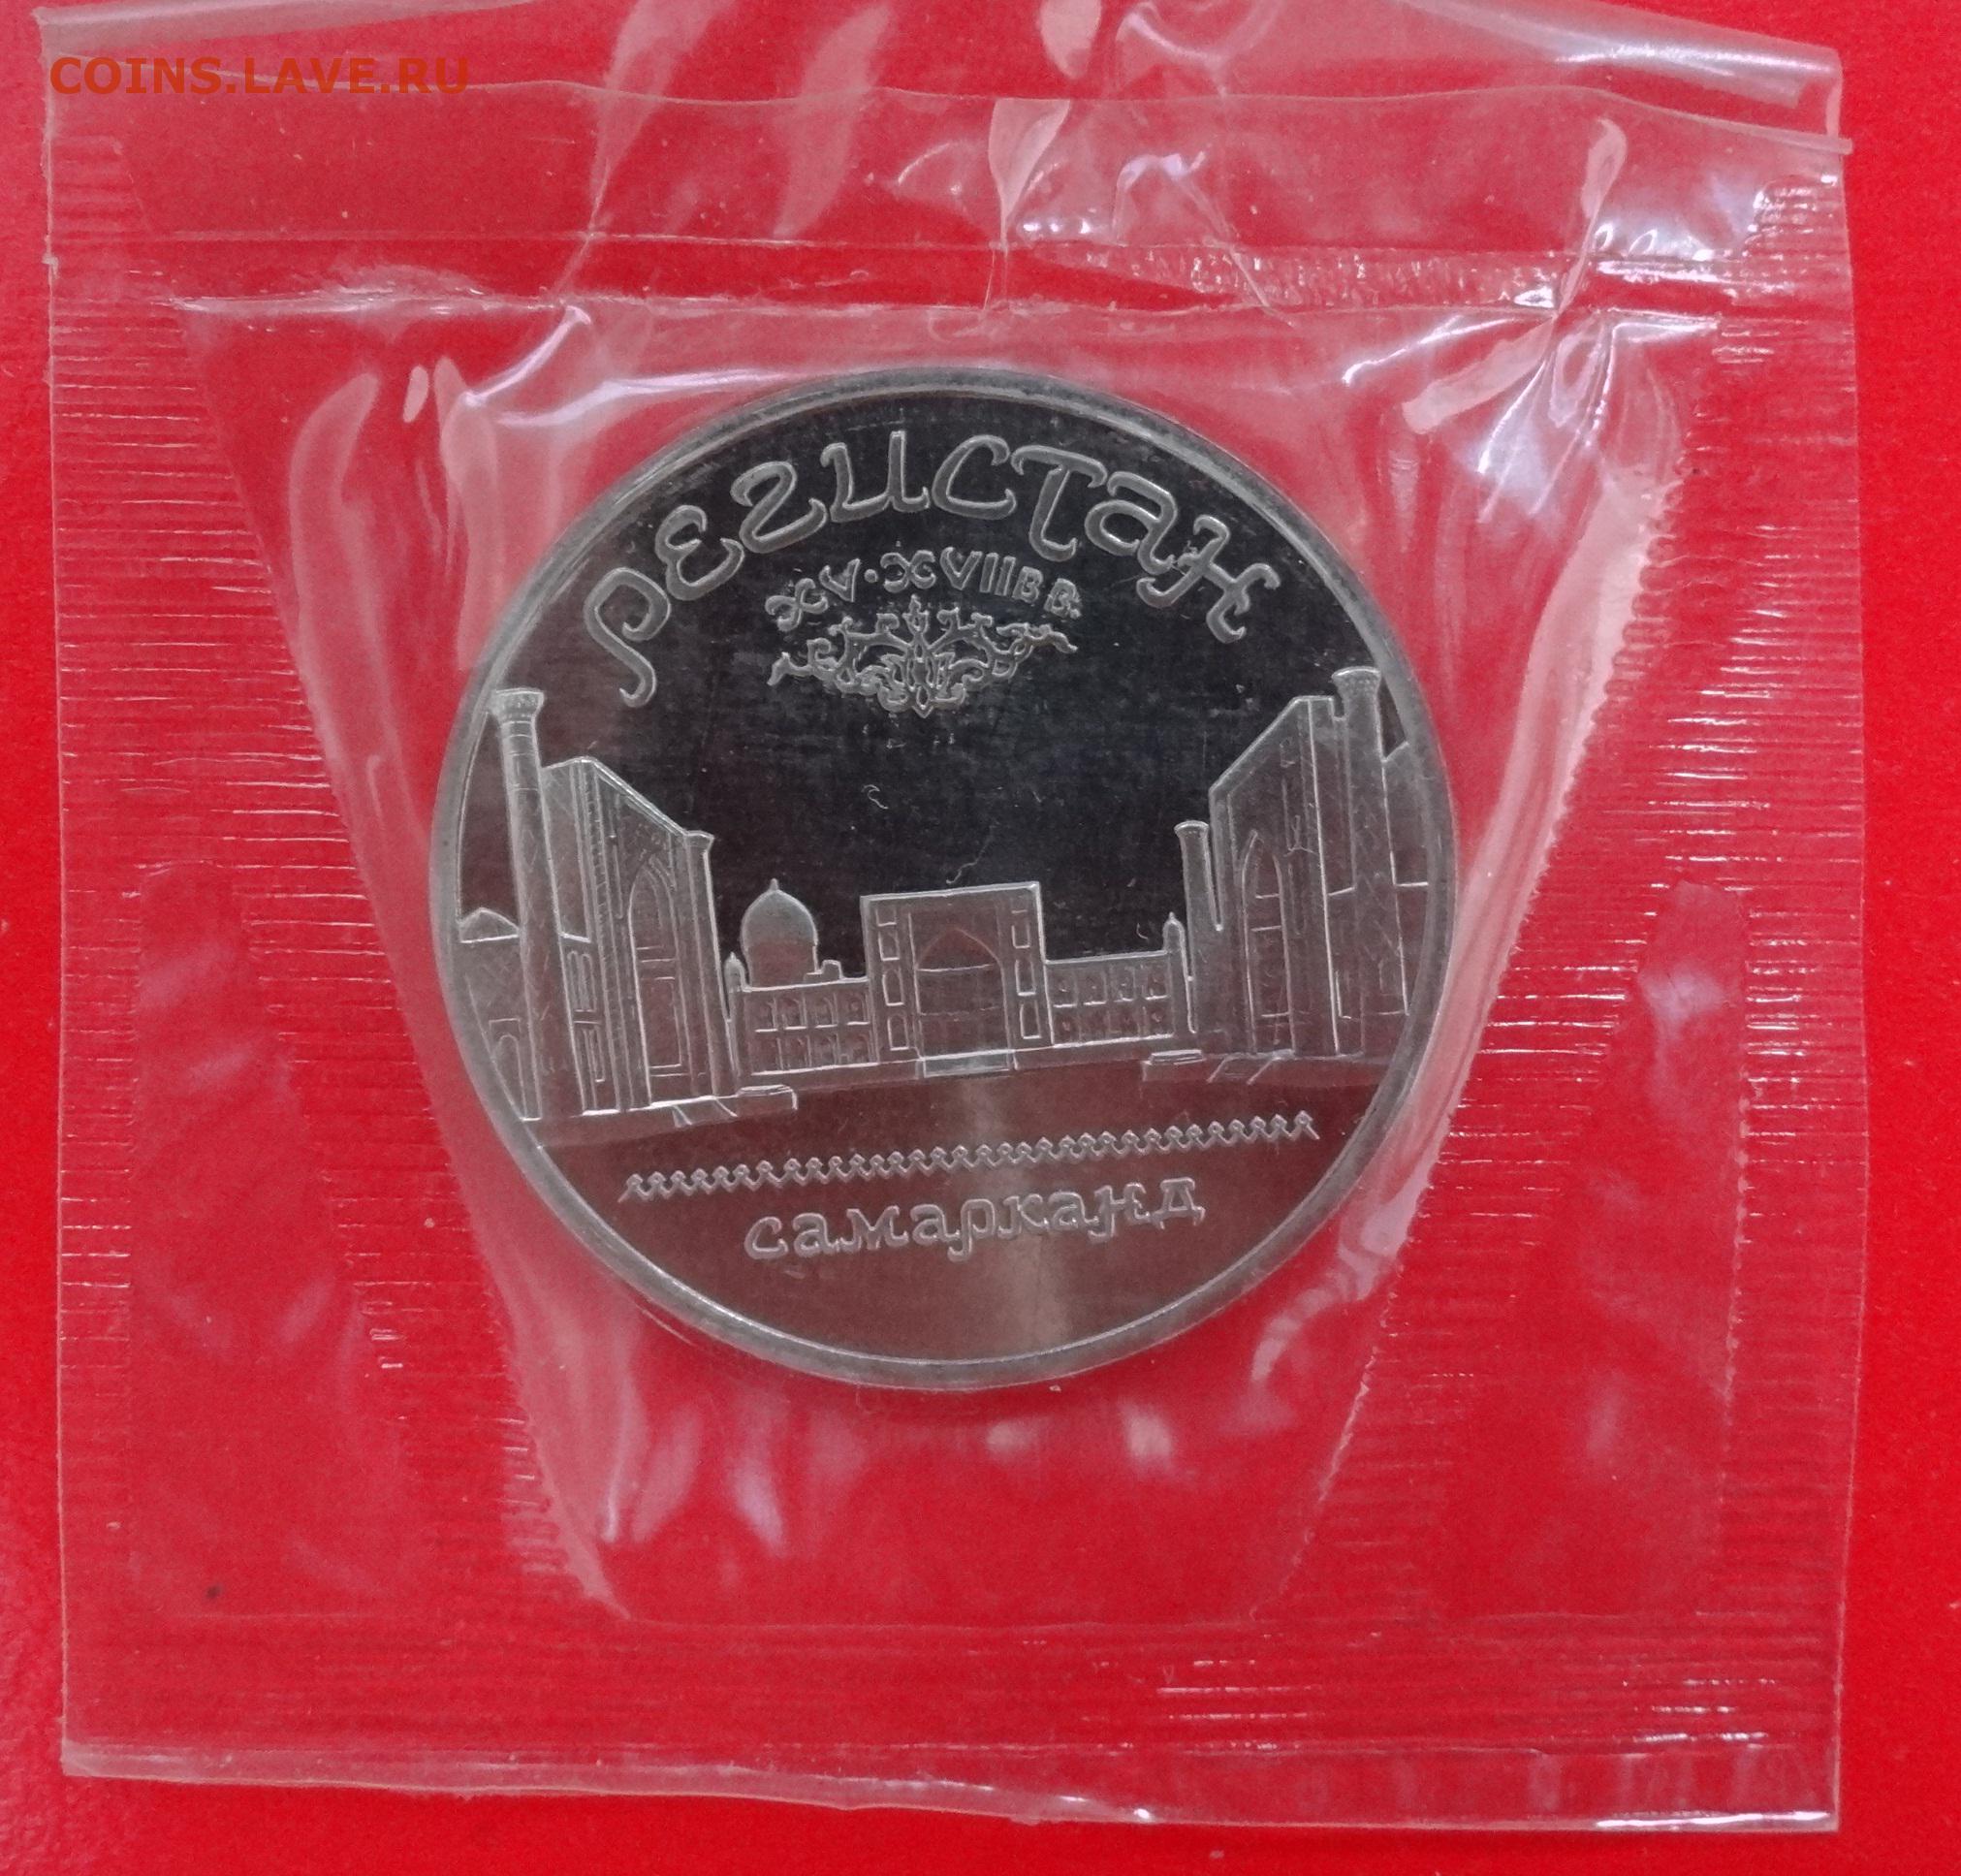 COINS.LAVE.RU
РЕГИСТАН
XV·XVII В В.
САМАРКАНД